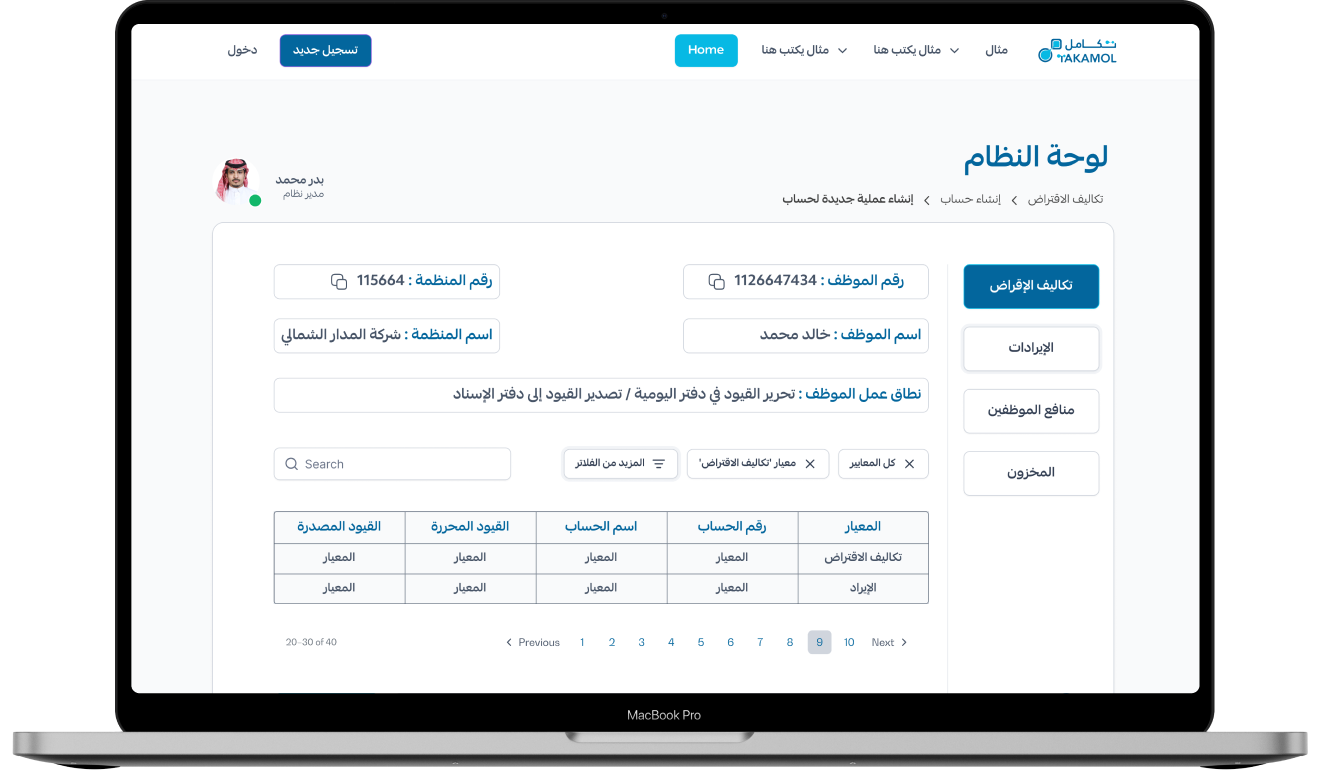 تكامل
TAKAMOL
مثال
مثال يكتب هنا
مثال يكتب هنا
Home
تسجيل جديد
دخول
لوحة النظام
تكاليف الاقتراض
إنشاء حساب
إنشاء عملية جديدة لحساب
بدر محمد
مدير نظام
تكاليف الإقراض
الإيرادات
منافع الموظفين
المخزون
رقم الموظف : 1126647434
رقم المنظمة : 115664
اسم الموظف : خالد محمد
اسم المنظمة : شركة المدار الشمالي
نطاق عمل الموظف : تحرير القيود في دفتر اليومية / تصدير القيود إلى دفتر الإسناد
كل المعايير
معيار 'تكاليف الاقتراض'
المزيد من الفلاتر
Search
المعيار رقم الحساب اسم الحساب القيود المحررة القيود المصدرة
تكاليف الاقتراض المعيار المعيار المعيار المعيار
الإيراد المعيار المعيار المعيار المعيار
20-30 of 40
Previous 1 2 3 4 5 6 7 8 9 10 Next
MacBook Pro